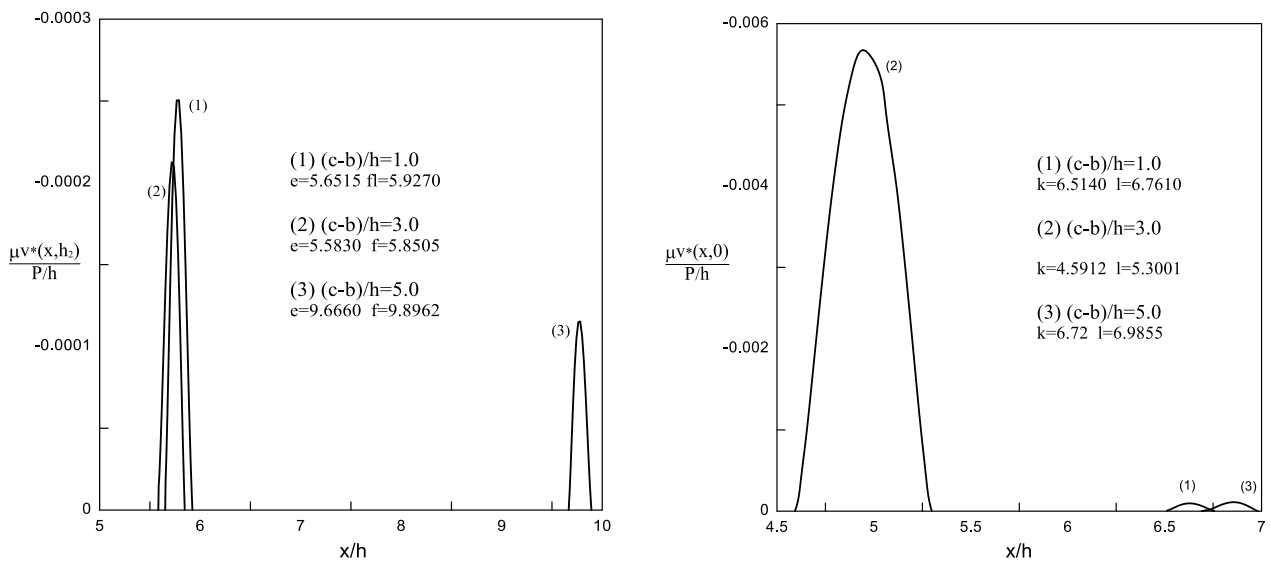 -0.0003
(1)
(1) (c-b)/h=1.0
e=5.6515 fl=5.9270
-0.0002
(2)
(2) (c-b)/h=3.0
e=5.5830 f=5.8505
μv*(x,h₂)
P/h
(3) (c-b)/h=5.0
e=9.6660 f=9.8962
(3)
-0.0001
0
5 6 7 8 9 10
x/h
-0.006
(2)
(1) (c-b)/h=1.0
k=6.5140 l=6.7610
-0.004
(2) (c-b)/h=3.0
μv*(x,0)
P/h
k=4.5912 l=5.3001
(3) (c-b)/h=5.0
k=6.72 l=6.9855
-0.002
(1)
(3)
0
4.5 5 5.5 6 6.5 7
x/h